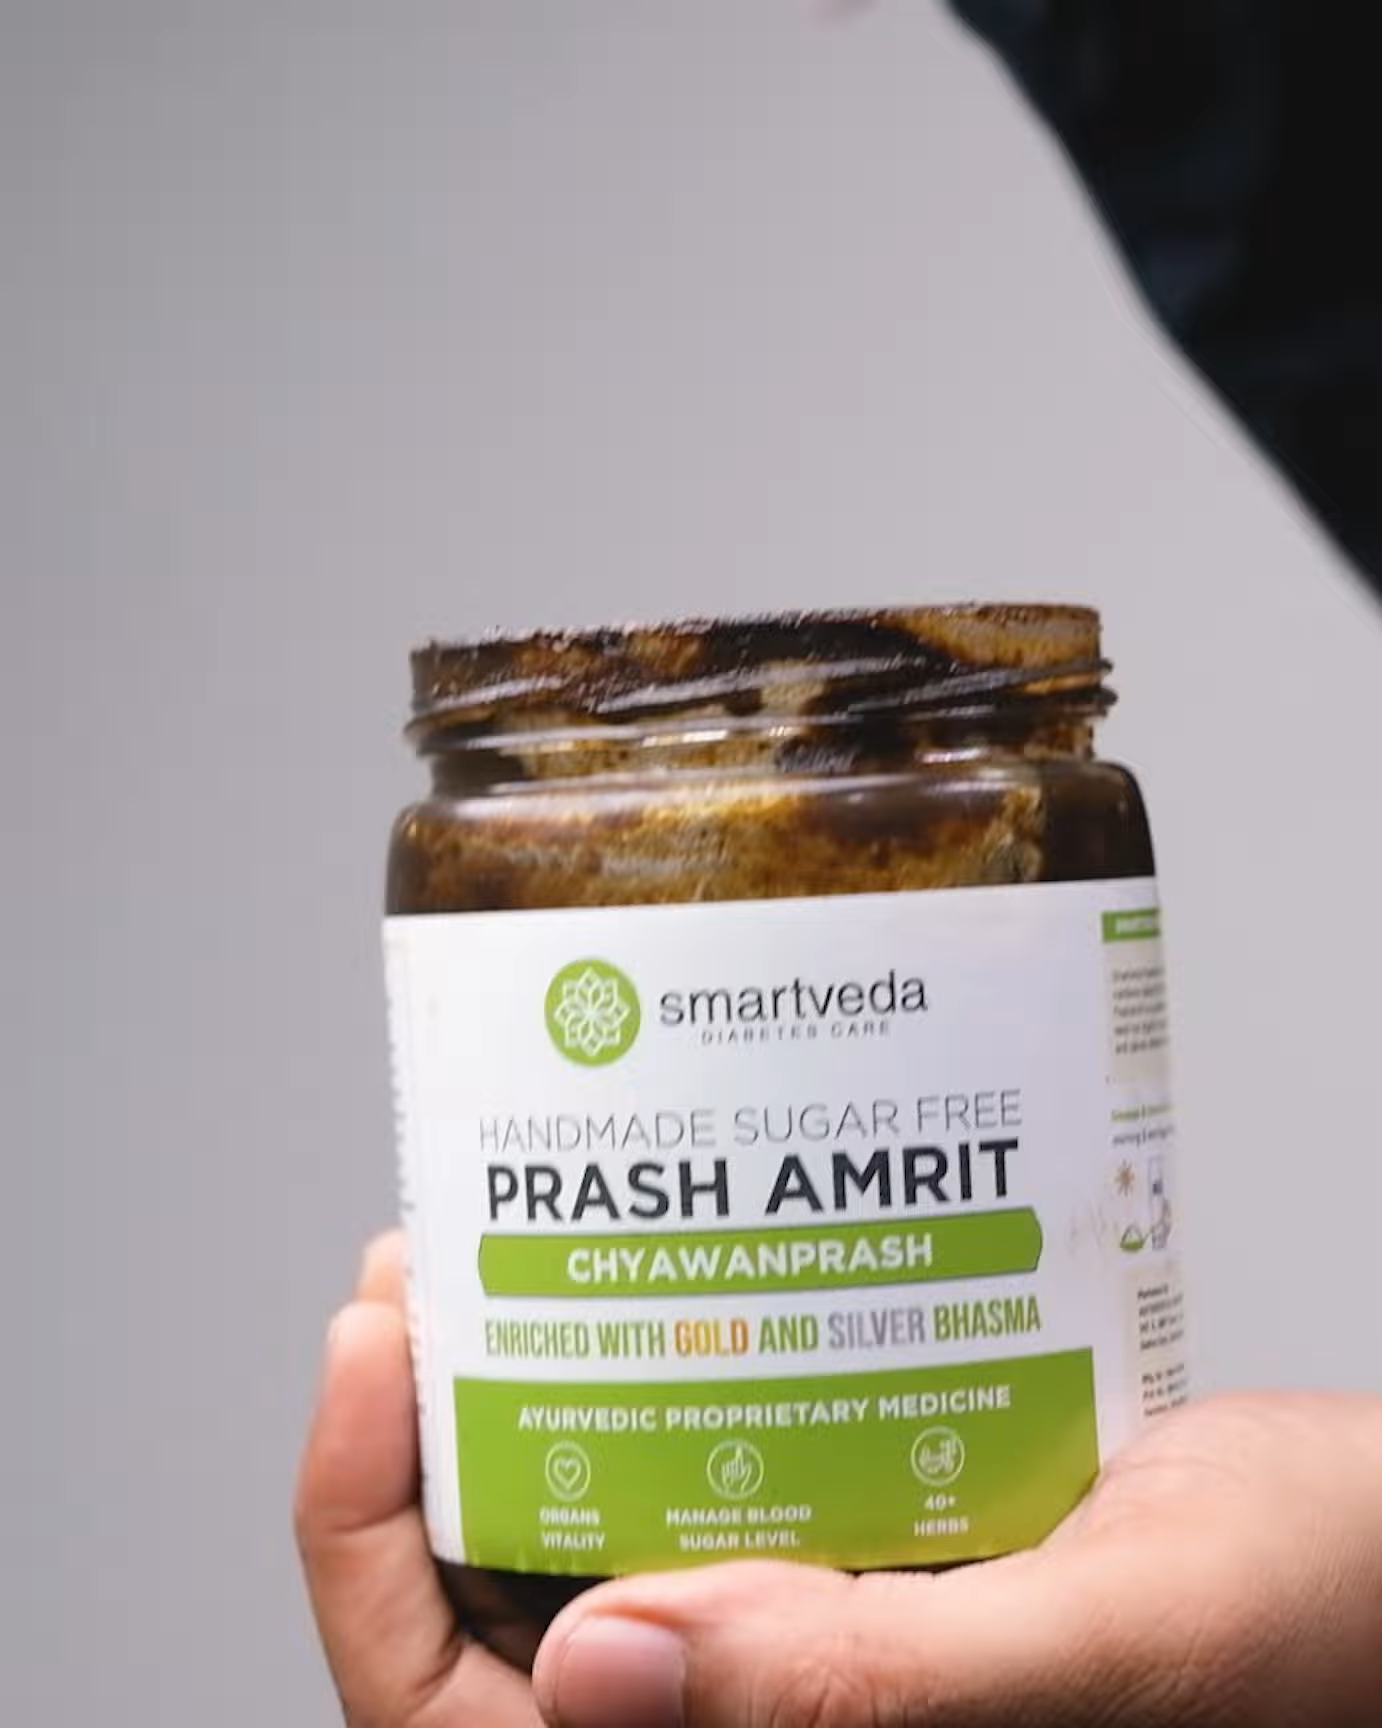 smartveda
DIABETES CARE
HANDMADE SUGAR FREE
PRASH AMRIT
CHYAWANPRASH
ENRICHED WITH GOLD AND SILVER BHASMA
AYURVEDIC PROPRIETARY MEDICINE
ORGANS
VITALITY
MANAGE BLOOD
SUGAR LEVEL
40+
HERBS